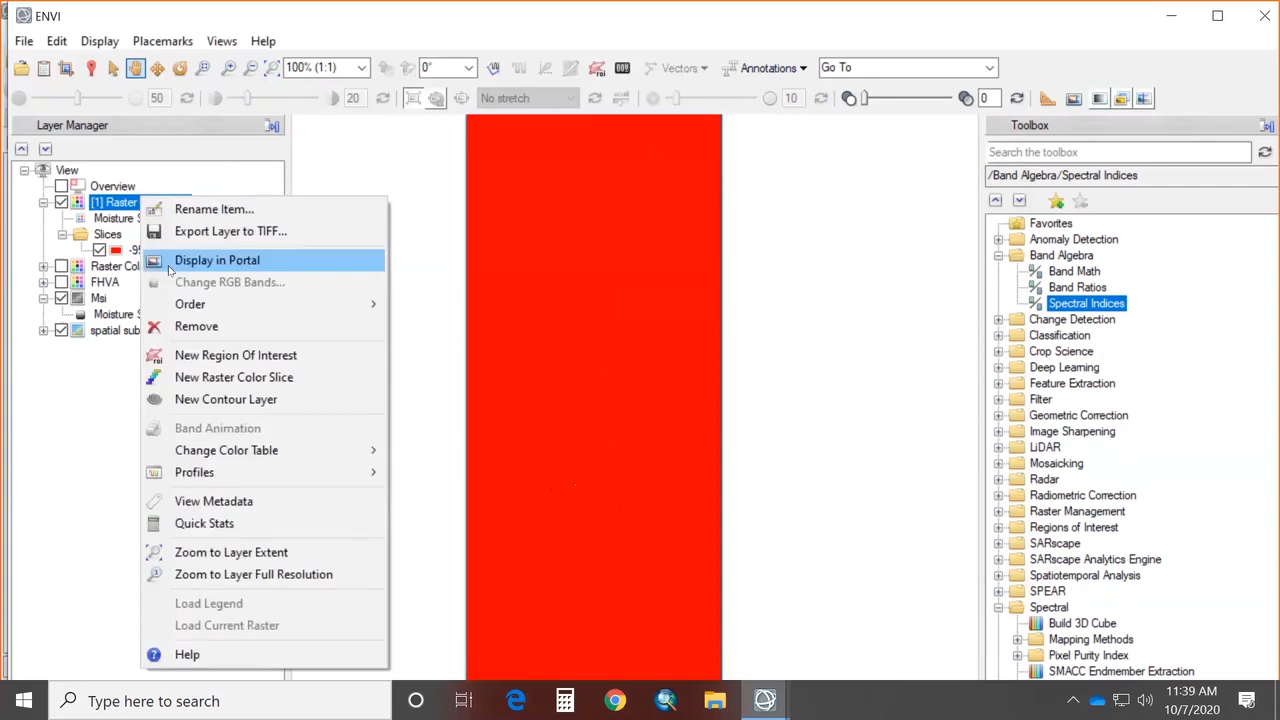 ENVI
File Edit Display Placemarks Views Help
100% (1:1) 0° Vectors Annotations Go To
50 20 No stretch 10 0
Layer Manager
View
Overview
[1] Raster
Moisture S
Slices
-95
Raster Col
FHVA
Msi
Moisture S
spatial sub
Rename Item...
Export Layer to TIFF...
Display in Portal
Change RGB Bands...
Order
Remove
roi
New Region Of Interest
New Raster Color Slice
New Contour Layer
Band Animation
Change Color Table
Profiles
View Metadata
Quick Stats
Zoom to Layer Extent
Zoom to Layer Full Resolution
Load Legend
Load Current Raster
Help
Toolbox
Search the toolbox
/Band Algebra/Spectral Indices
Favorites
Anomaly Detection
Band Algebra
Band Math
Band Ratios
Spectral Indices
Change Detection
Classification
Crop Science
Deep Learning
Feature Extraction
Filter
Geometric Correction
Image Sharpening
LiDAR
Mosaicking
Radar
Radiometric Correction
Raster Management
Regions of Interest
SARscape
SARscape Analytics Engine
Spatiotemporal Analysis
SPEAR
Spectral
Build 3D Cube
Mapping Methods
Pixel Purity Index
SMACC Endmember Extraction
Type here to search
11:39 AM
10/7/2020